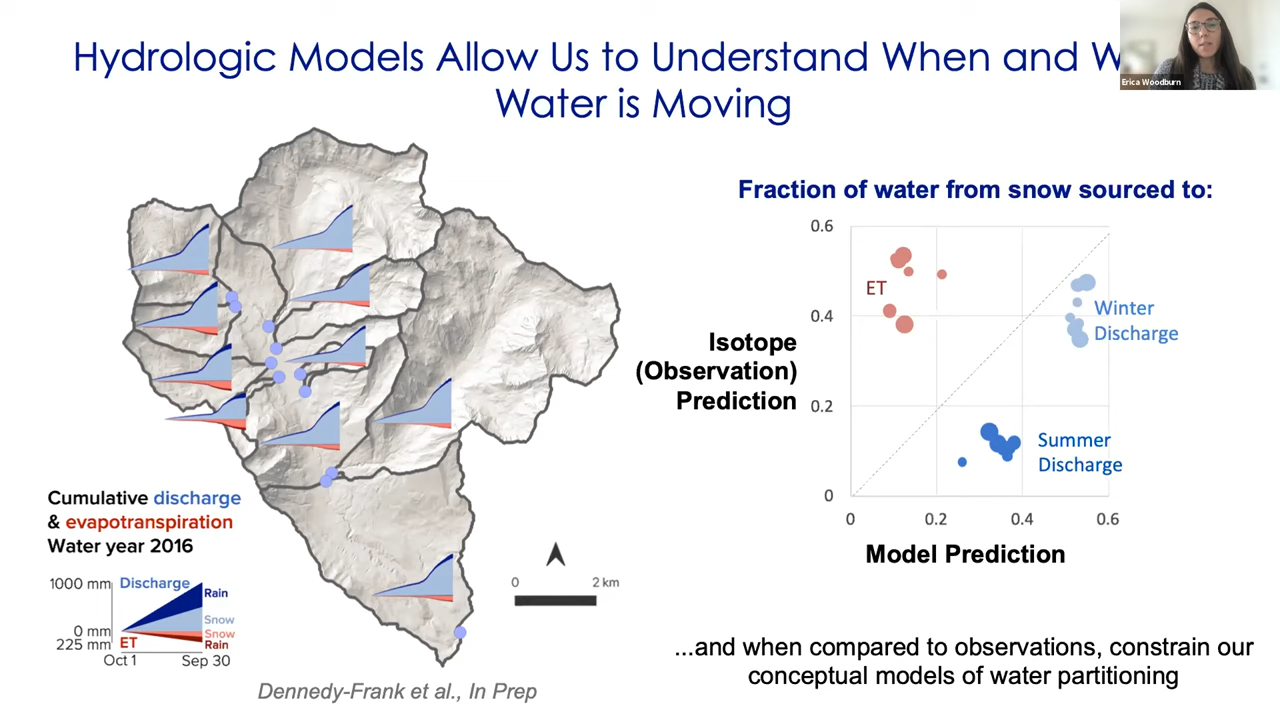 Hydrologic Models Allow Us to Understand When and W
Water is Moving
Erica Woodburn
Fraction of water from snow sourced to:
0.6
0.4
0.2
0
0
0.2
0.4
0.6
ET
Winter
Discharge
Summer
Discharge
Isotope
(Observation)
Prediction
Model Prediction
Cumulative discharge
& evapotranspiration
Water year 2016
1000 mm
0 mm
225 mm
Discharge
ET
Rain
Snow
Snow
Rain
Oct 1
Sep 30
0
2 km
...and when compared to observations, constrain our
conceptual models of water partitioning
Dennedy-Frank et al., In Prep